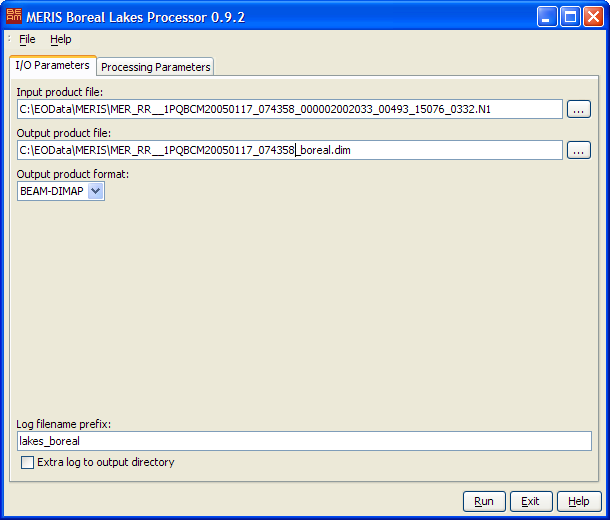 BE
AM
MERIS Boreal Lakes Processor 0.9.2
File Help
I/O Parameters Processing Parameters
Input product file:
C:\EOData\MERIS\MER_RR__1PQBCM20050117_074358_000002002033_00493_15076_0332.N1 ...
Output product file:
C:\EOData\MERIS\MER_RR__1PQBCM20050117_074358_boreal.dim ...
Output product format:
BEAM-DIMAP
Log filename prefix:
lakes_boreal
Extra log to output directory
Run Exit Help